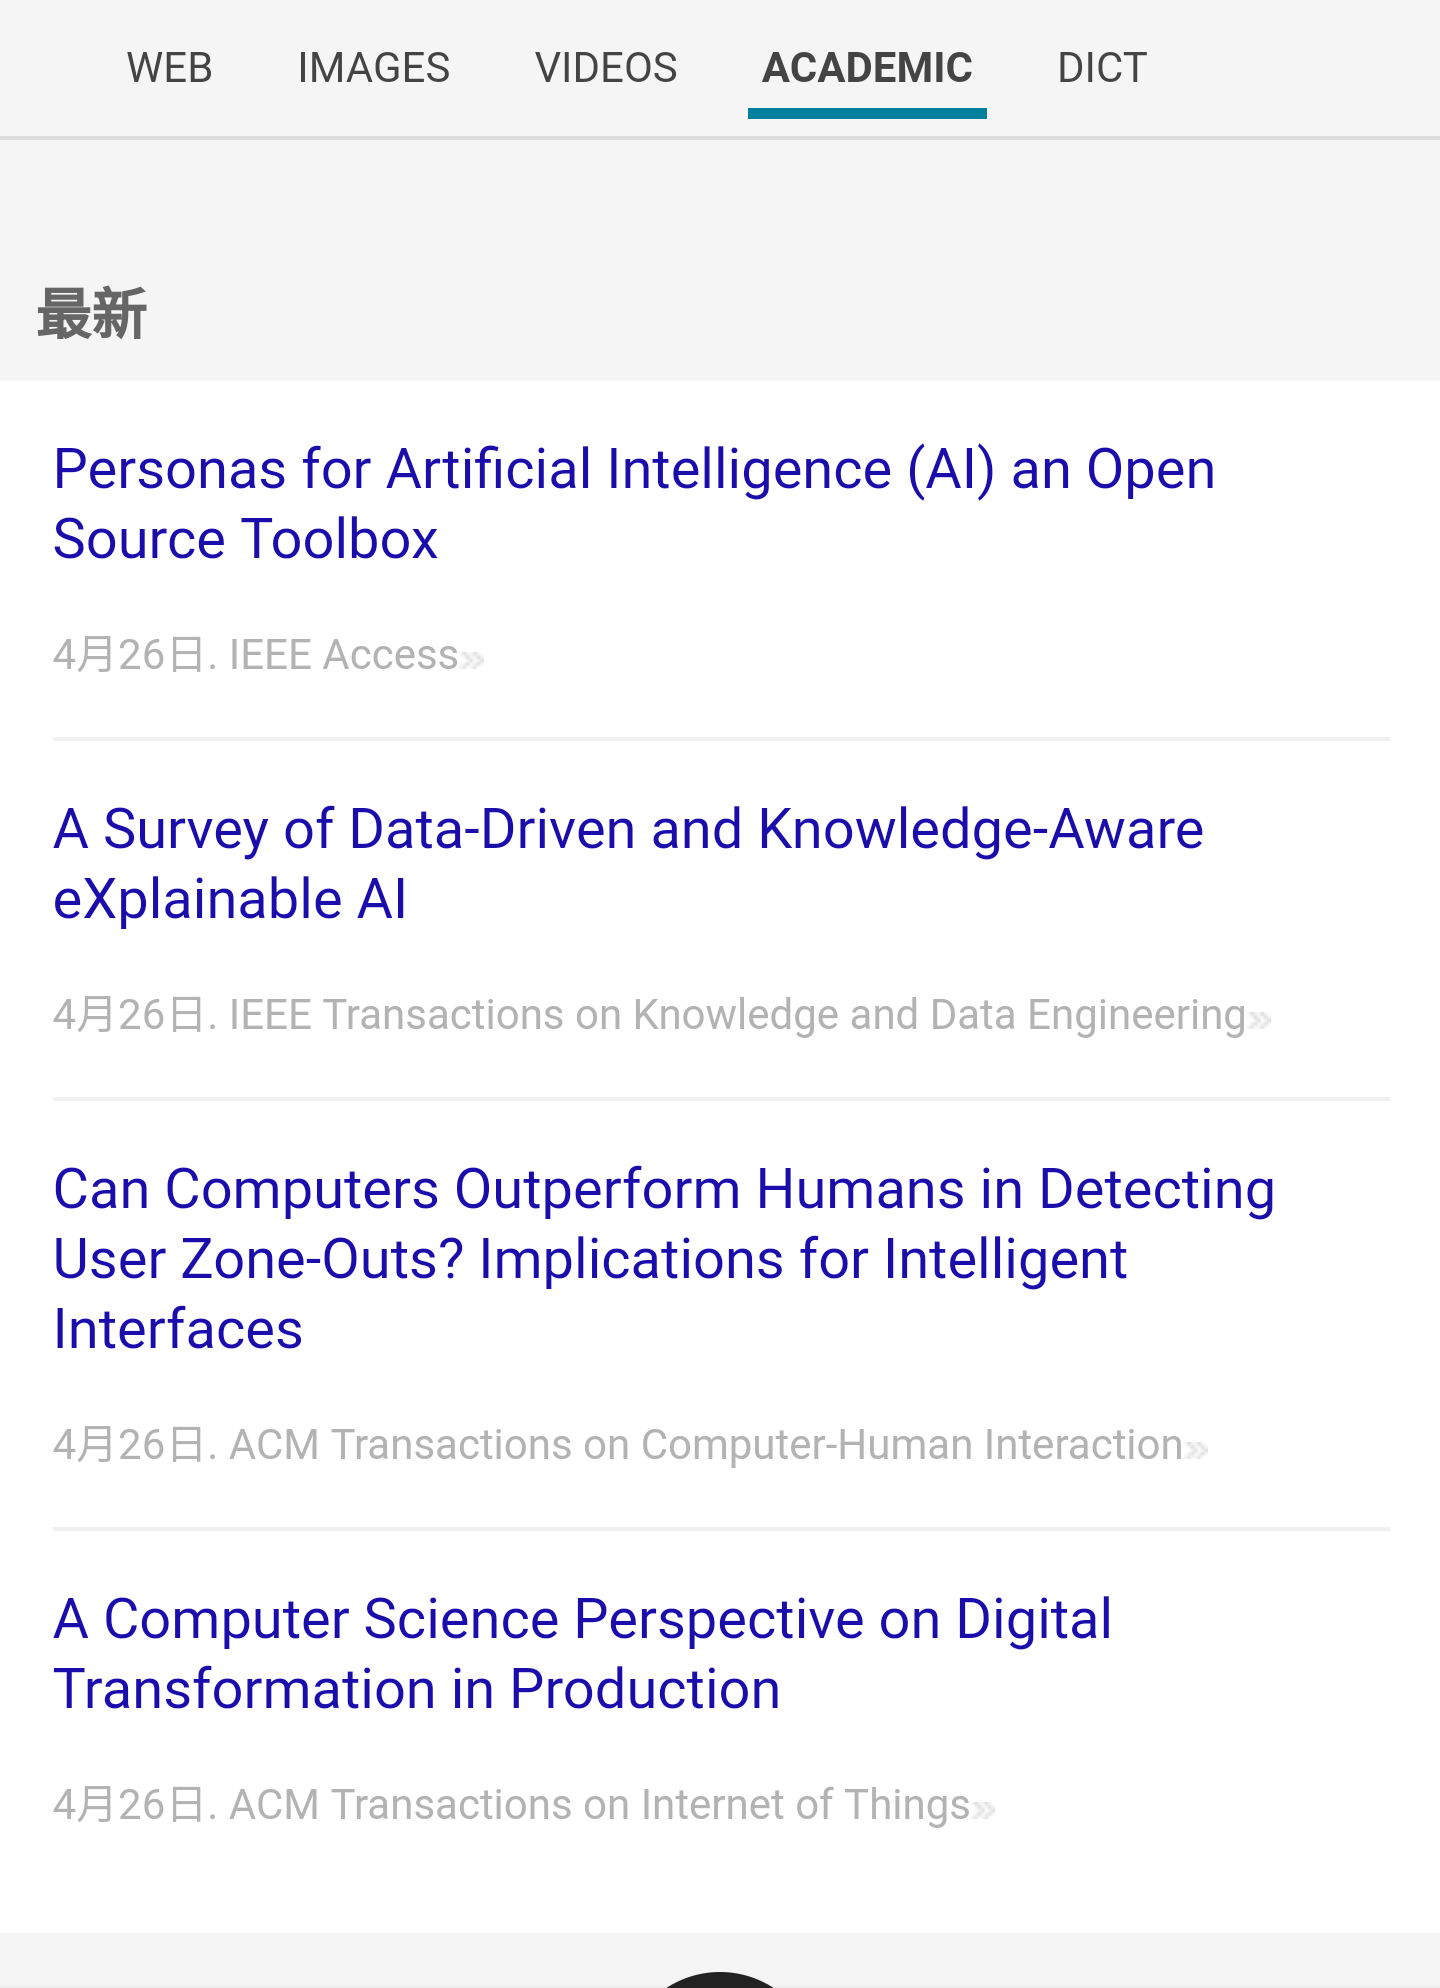 WEB IMAGES VIDEOS ACADEMIC DICT
最新
Personas for Artificial Intelligence (AI) an Open
Source Toolbox
4月26日. IEEE Access»
A Survey of Data-Driven and Knowledge-Aware
eXplainable AI
4月26日. IEEE Transactions on Knowledge and Data Engineering»
Can Computers Outperform Humans in Detecting
User Zone-Outs? Implications for Intelligent
Interfaces
4月26日. ACM Transactions on Computer-Human Interaction»
A Computer Science Perspective on Digital
Transformation in Production
4月26日. ACM Transactions on Internet of Things»